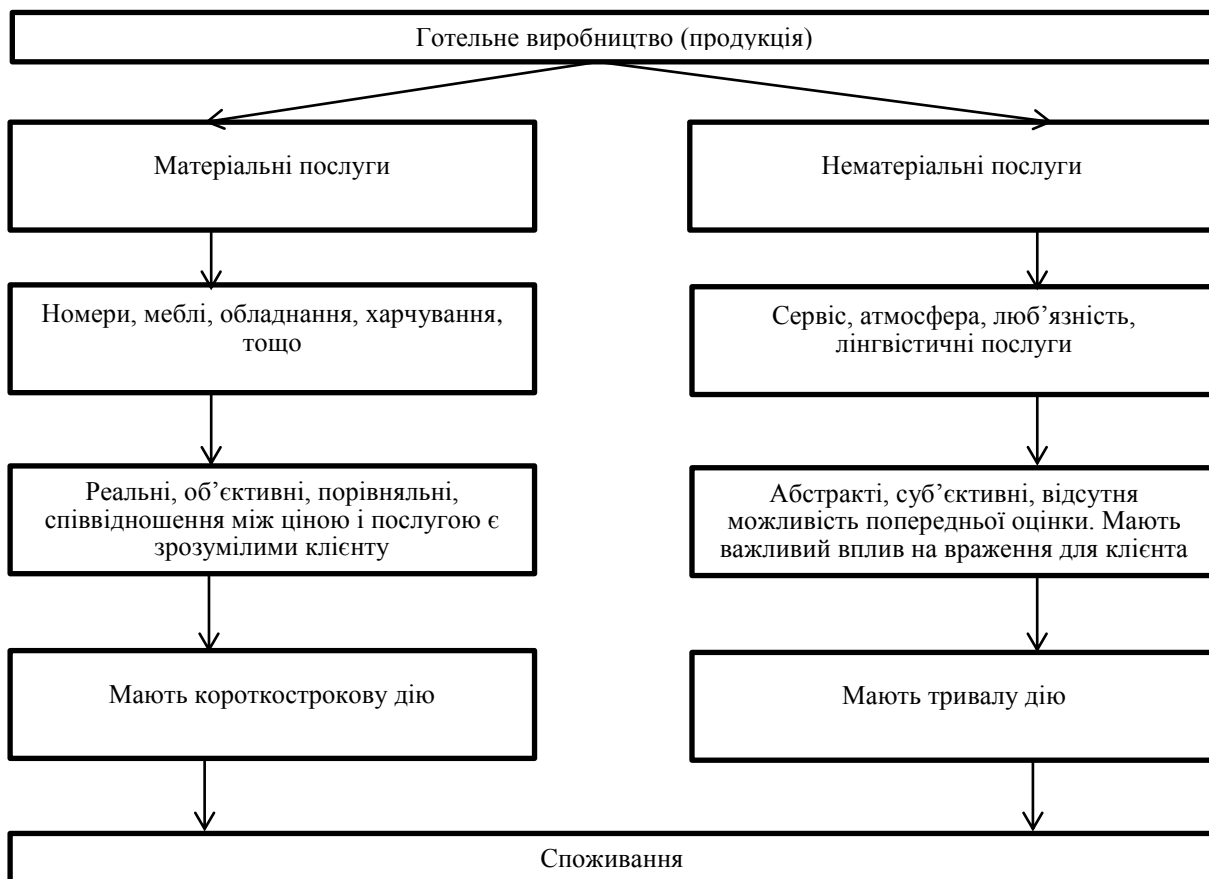 Готельне виробництво (продукція)
Матеріальні послуги
Нематеріальні послуги
Номери, меблі, обладнання, харчування,
тощо
Сервіс, атмосфера, люб’язність,
лінгвістичні послуги
Реальні, об’єктивні, порівняльні,
співвідношення між ціною і послугою є
зрозумілими клієнту
Абстракті, суб’єктивні, відсутня
можливість попередньої оцінки. Мають
важливий вплив на враження для клієнта
Мають короткострокову дію
Мають тривалу дію
Споживання